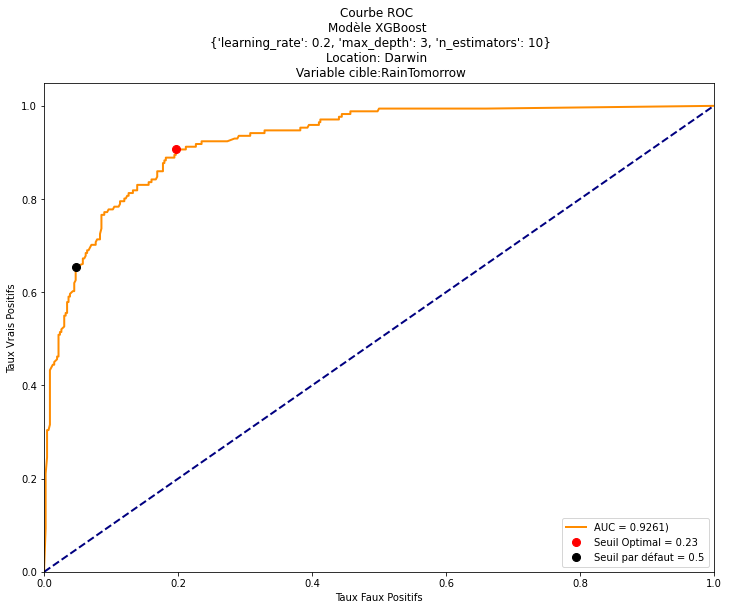 Courbe ROC
Modèle XGBoost
{'learning_rate': 0.2, 'max_depth': 3, 'n_estimators': 10}
Location: Darwin
Variable cible:RainTomorrow
1.0
0.8
0.6
0.4
0.2
0.0
Taux Vrais Positifs
AUC = 0.9261)
Seuil Optimal = 0.23
Seuil par défaut = 0.5
0.0 0.2 0.4 0.6 0.8 1.0
Taux Faux Positifs